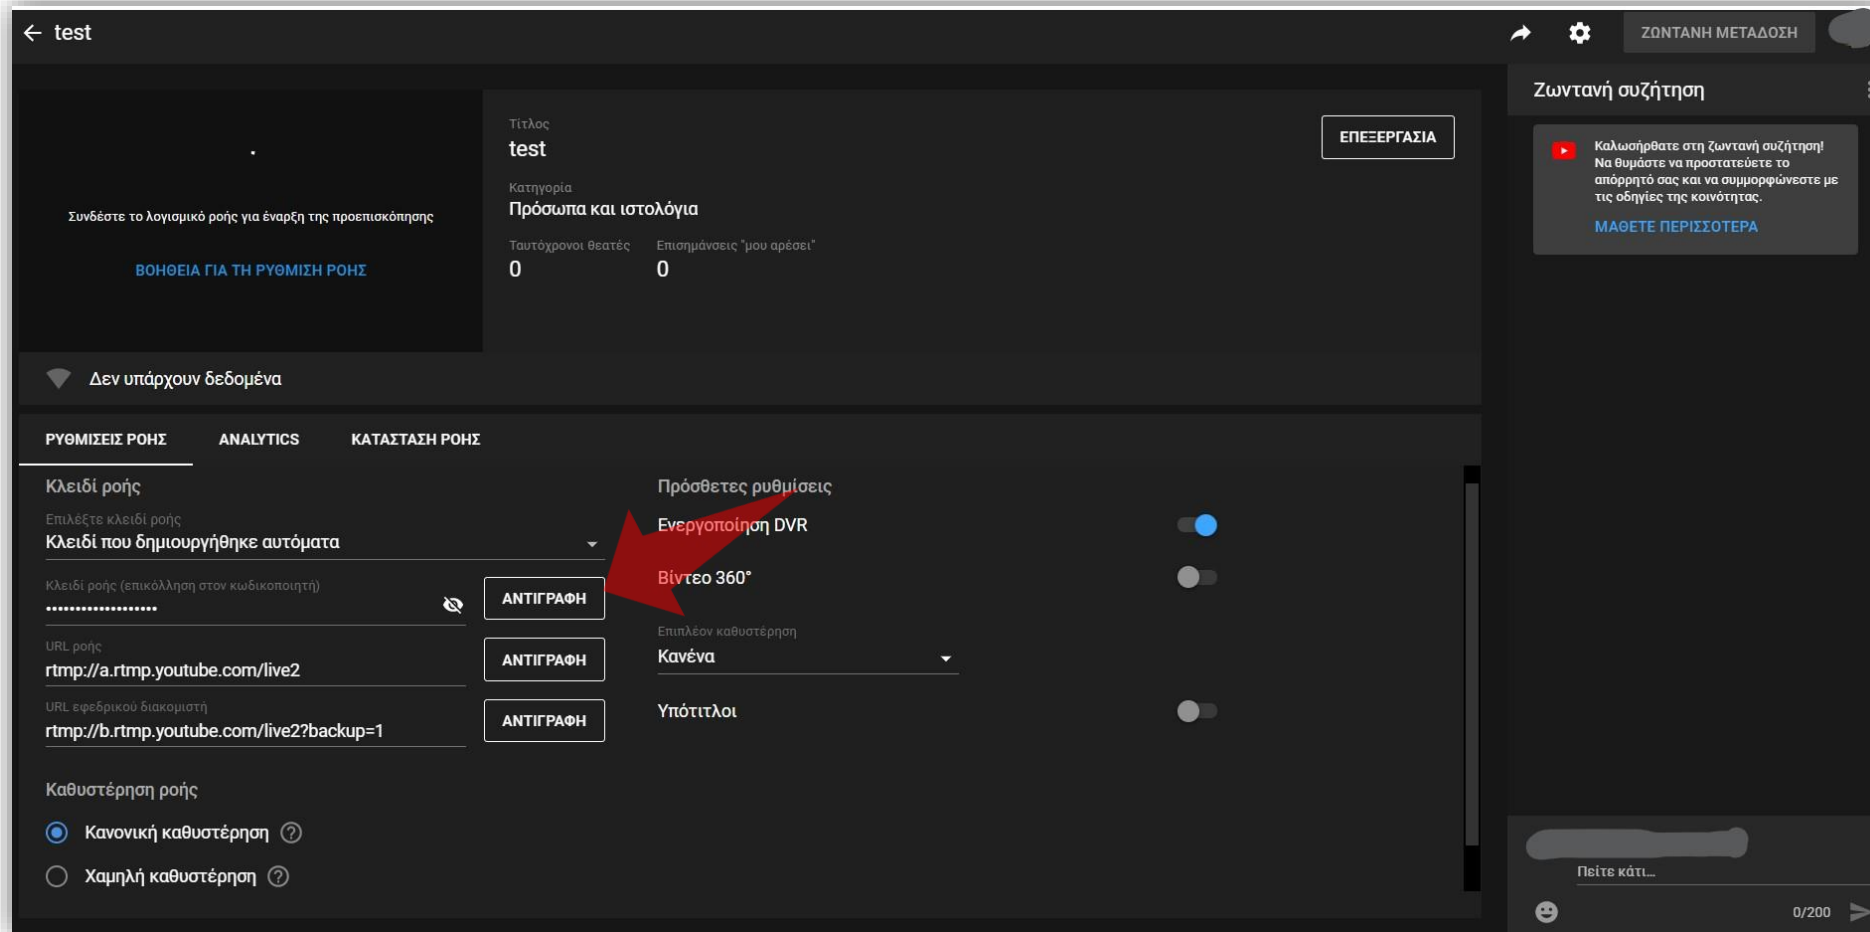 test
ΖΩΝΤΑΝΗ ΜΕΤΑΔΟΣΗ
Συνδέστε το λογισμικό ροής για έναρξη της προεπισκόπησης
ΒΟΗΘΕΙΑ ΓΙΑ ΤΗ ΡΥΘΜΙΣΗ ΡΟΗΣ
Τίτλος
test
ΕΠΕΞΕΡΓΑΣΙΑ
Κατηγορία
Πρόσωπα και ιστολόγια
Ταυτόχρονοι θεατές Επισημάνσεις "μου αρέσει"
0 0
Δεν υπάρχουν δεδομένα
ΡΥΘΜΙΣΕΙΣ ΡΟΗΣ ANALYTICS ΚΑΤΑΣΤΑΣΗ ΡΟΗΣ
Κλειδί ροής
Επιλέξτε κλειδί ροής
Κλειδί που δημιουργήθηκε αυτόματα
Κλειδί ροής (επικόλληση στον κωδικοποιητή)
••••••••••••••••••• ΑΝΤΙΓΡΑΦΗ
URL ροής
rtmp://a.rtmp.youtube.com/live2 ΑΝΤΙΓΡΑΦΗ
URL εφεδρικού διακομιστή
rtmp://b.rtmp.youtube.com/live2?backup=1 ΑΝΤΙΓΡΑΦΗ
Καθυστέρηση ροής
Κανονική καθυστέρηση ?
Χαμηλή καθυστέρηση ?
Πρόσθετες ρυθμίσεις
Ενεργοποίηση DVR
Βίντεο 360°
Επιπλέον καθυστέρηση
Κανένα
Υπότιτλοι
Ζωντανή συζήτηση
Καλωσήρθατε στη ζωντανή συζήτηση!
Να θυμάστε να προστατεύετε το
απόρρητό σας και να συμμορφώνεστε με
τις οδηγίες της κοινότητας.
ΜΑΘΕΤΕ ΠΕΡΙΣΣΟΤΕΡΑ
Πείτε κάτι...
0/200